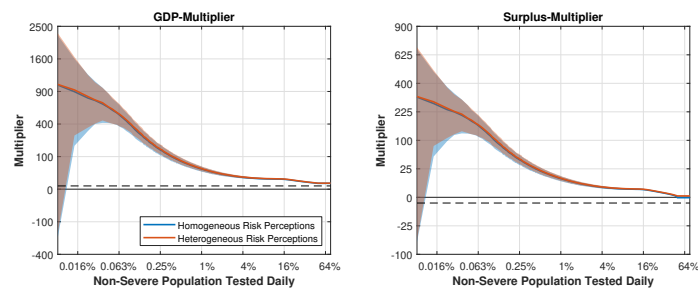 GDP-Multiplier
2500
1600
900
400
100
0
-100
-400
Multiplier
Homogeneous Risk Perceptions
Heterogeneous Risk Perceptions
0.016% 0.063% 0.25% 1% 4% 16% 64%
Non-Severe Population Tested Daily
Surplus-Multiplier
900
625
400
225
100
25
0
-25
-100
Multiplier
0.016% 0.063% 0.25% 1% 4% 16% 64%
Non-Severe Population Tested Daily